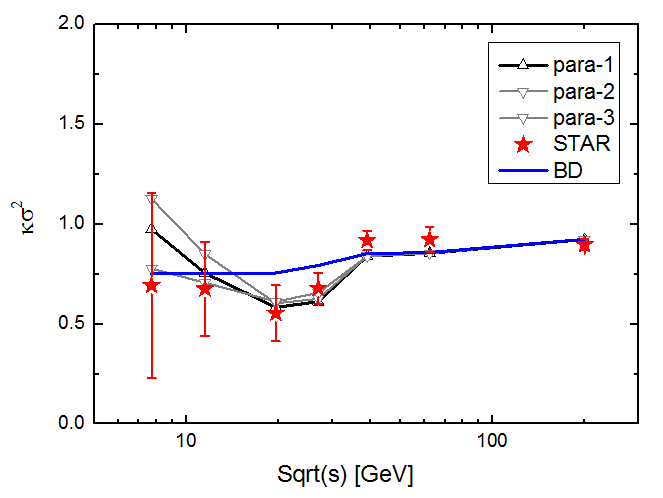 2.0
1.5
1.0
0.5
0.0
κσ²
10
100
Sqrt(s) [GeV]
para-1
para-2
para-3
STAR
BD